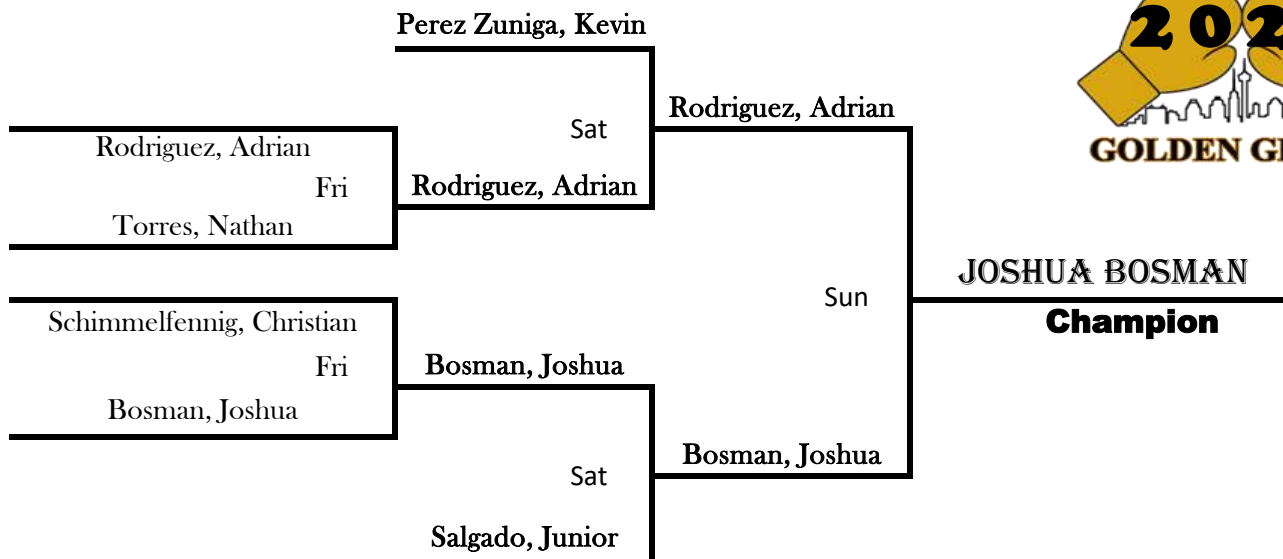 Perez Zuniga, Kevin
Rodriguez, Adrian
Sat
Rodriguez, Adrian
Fri
Rodriguez, Adrian
Torres, Nathan
GOLDEN
JOSHUA BOSMAN
Sun
Champion
Schimmelfennig, Christian
Fri
Bosman, Joshua
Bosman, Joshua
Bosman, Joshua
Sat
Salgado, Junior